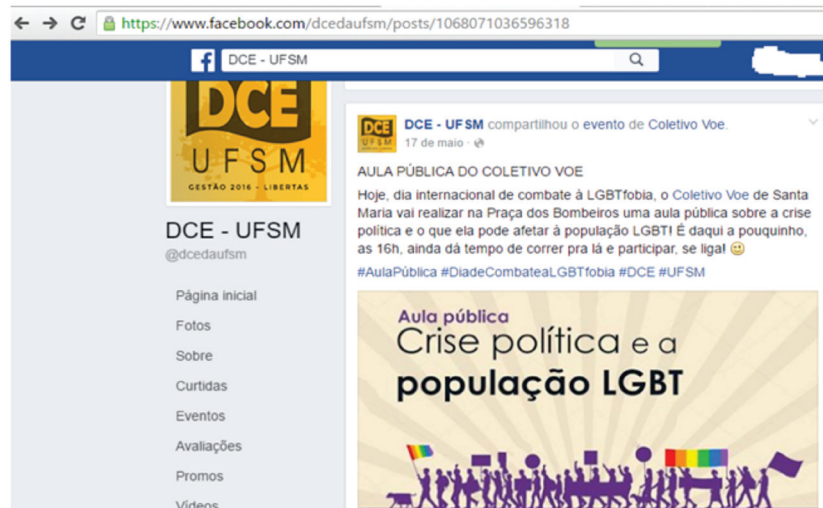 https://www.facebook.com/dcedaufsm/posts/1068071036596318
DCE - UFSM
DCE
UFSM
GESTÃO 2016 - LIBERTAS
DCE - UFSM
@dcedaufsm
Página inicial
Fotos
Sobre
Curtidas
Eventos
Avaliações
Promos
Vídeos
DCE
UFSM
DCE - UFSM compartilhou o evento de Coletivo Voe.
17 de maio ·
AULA PÚBLICA DO COLETIVO VOE
Hoje, dia internacional de combate à LGBTfobia, o Coletivo Voe de Santa
Maria vai realizar na Praça dos Bombeiros uma aula pública sobre a crise
política e o que ela pode afetar à população LGBT! É daqui a pouquinho,
as 16h, ainda dá tempo de correr pra lá e participar, se liga!
#AulaPública #DiadeCombateaLGBTfobia #DCE #UFSM
Aula pública
Crise política e a
população LGBT